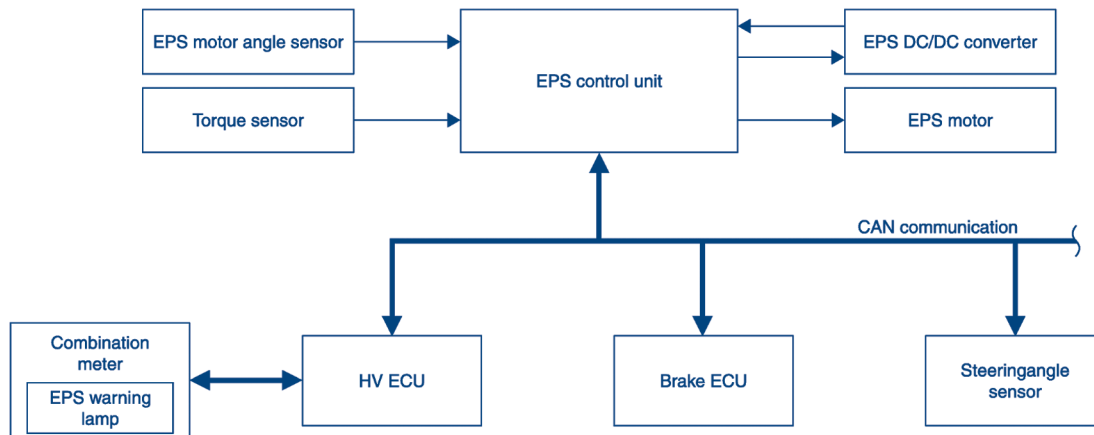 EPS motor angle sensor
EPS control unit
EPS DC/DC converter
Torque sensor
EPS motor
CAN communication
Combination
meter
EPS warning
lamp
HV ECU
Brake ECU
Steeringangle
sensor